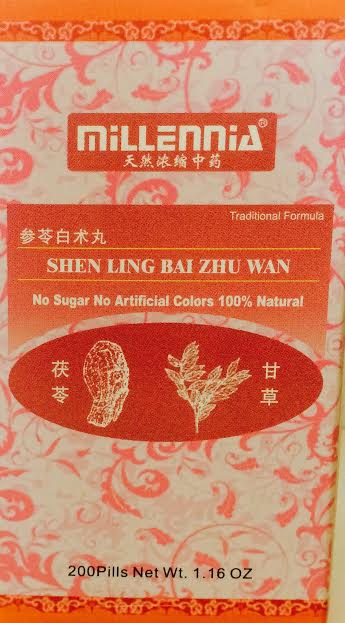 MiLLENNiA®
天然浓缩中药
Traditional Formula
参苓白术丸
SHEN LING BAI ZHU WAN
No Sugar No Artificial Colors 100% Natural
茯苓
甘草
200Pills Net Wt. 1.16 OZ